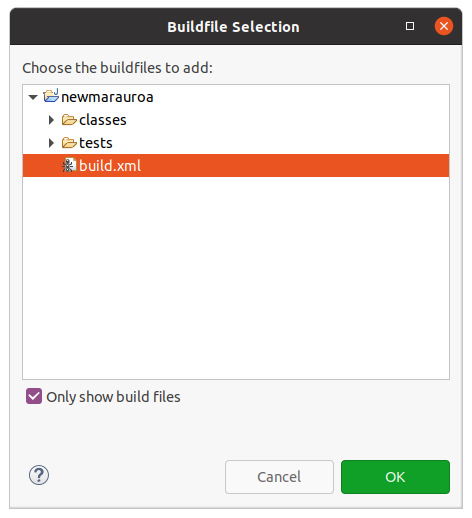 Buildfile Selection
Choose the buildfiles to add:
newmarauroa
classes
tests
build.xml
Only show build files
Cancel
OK